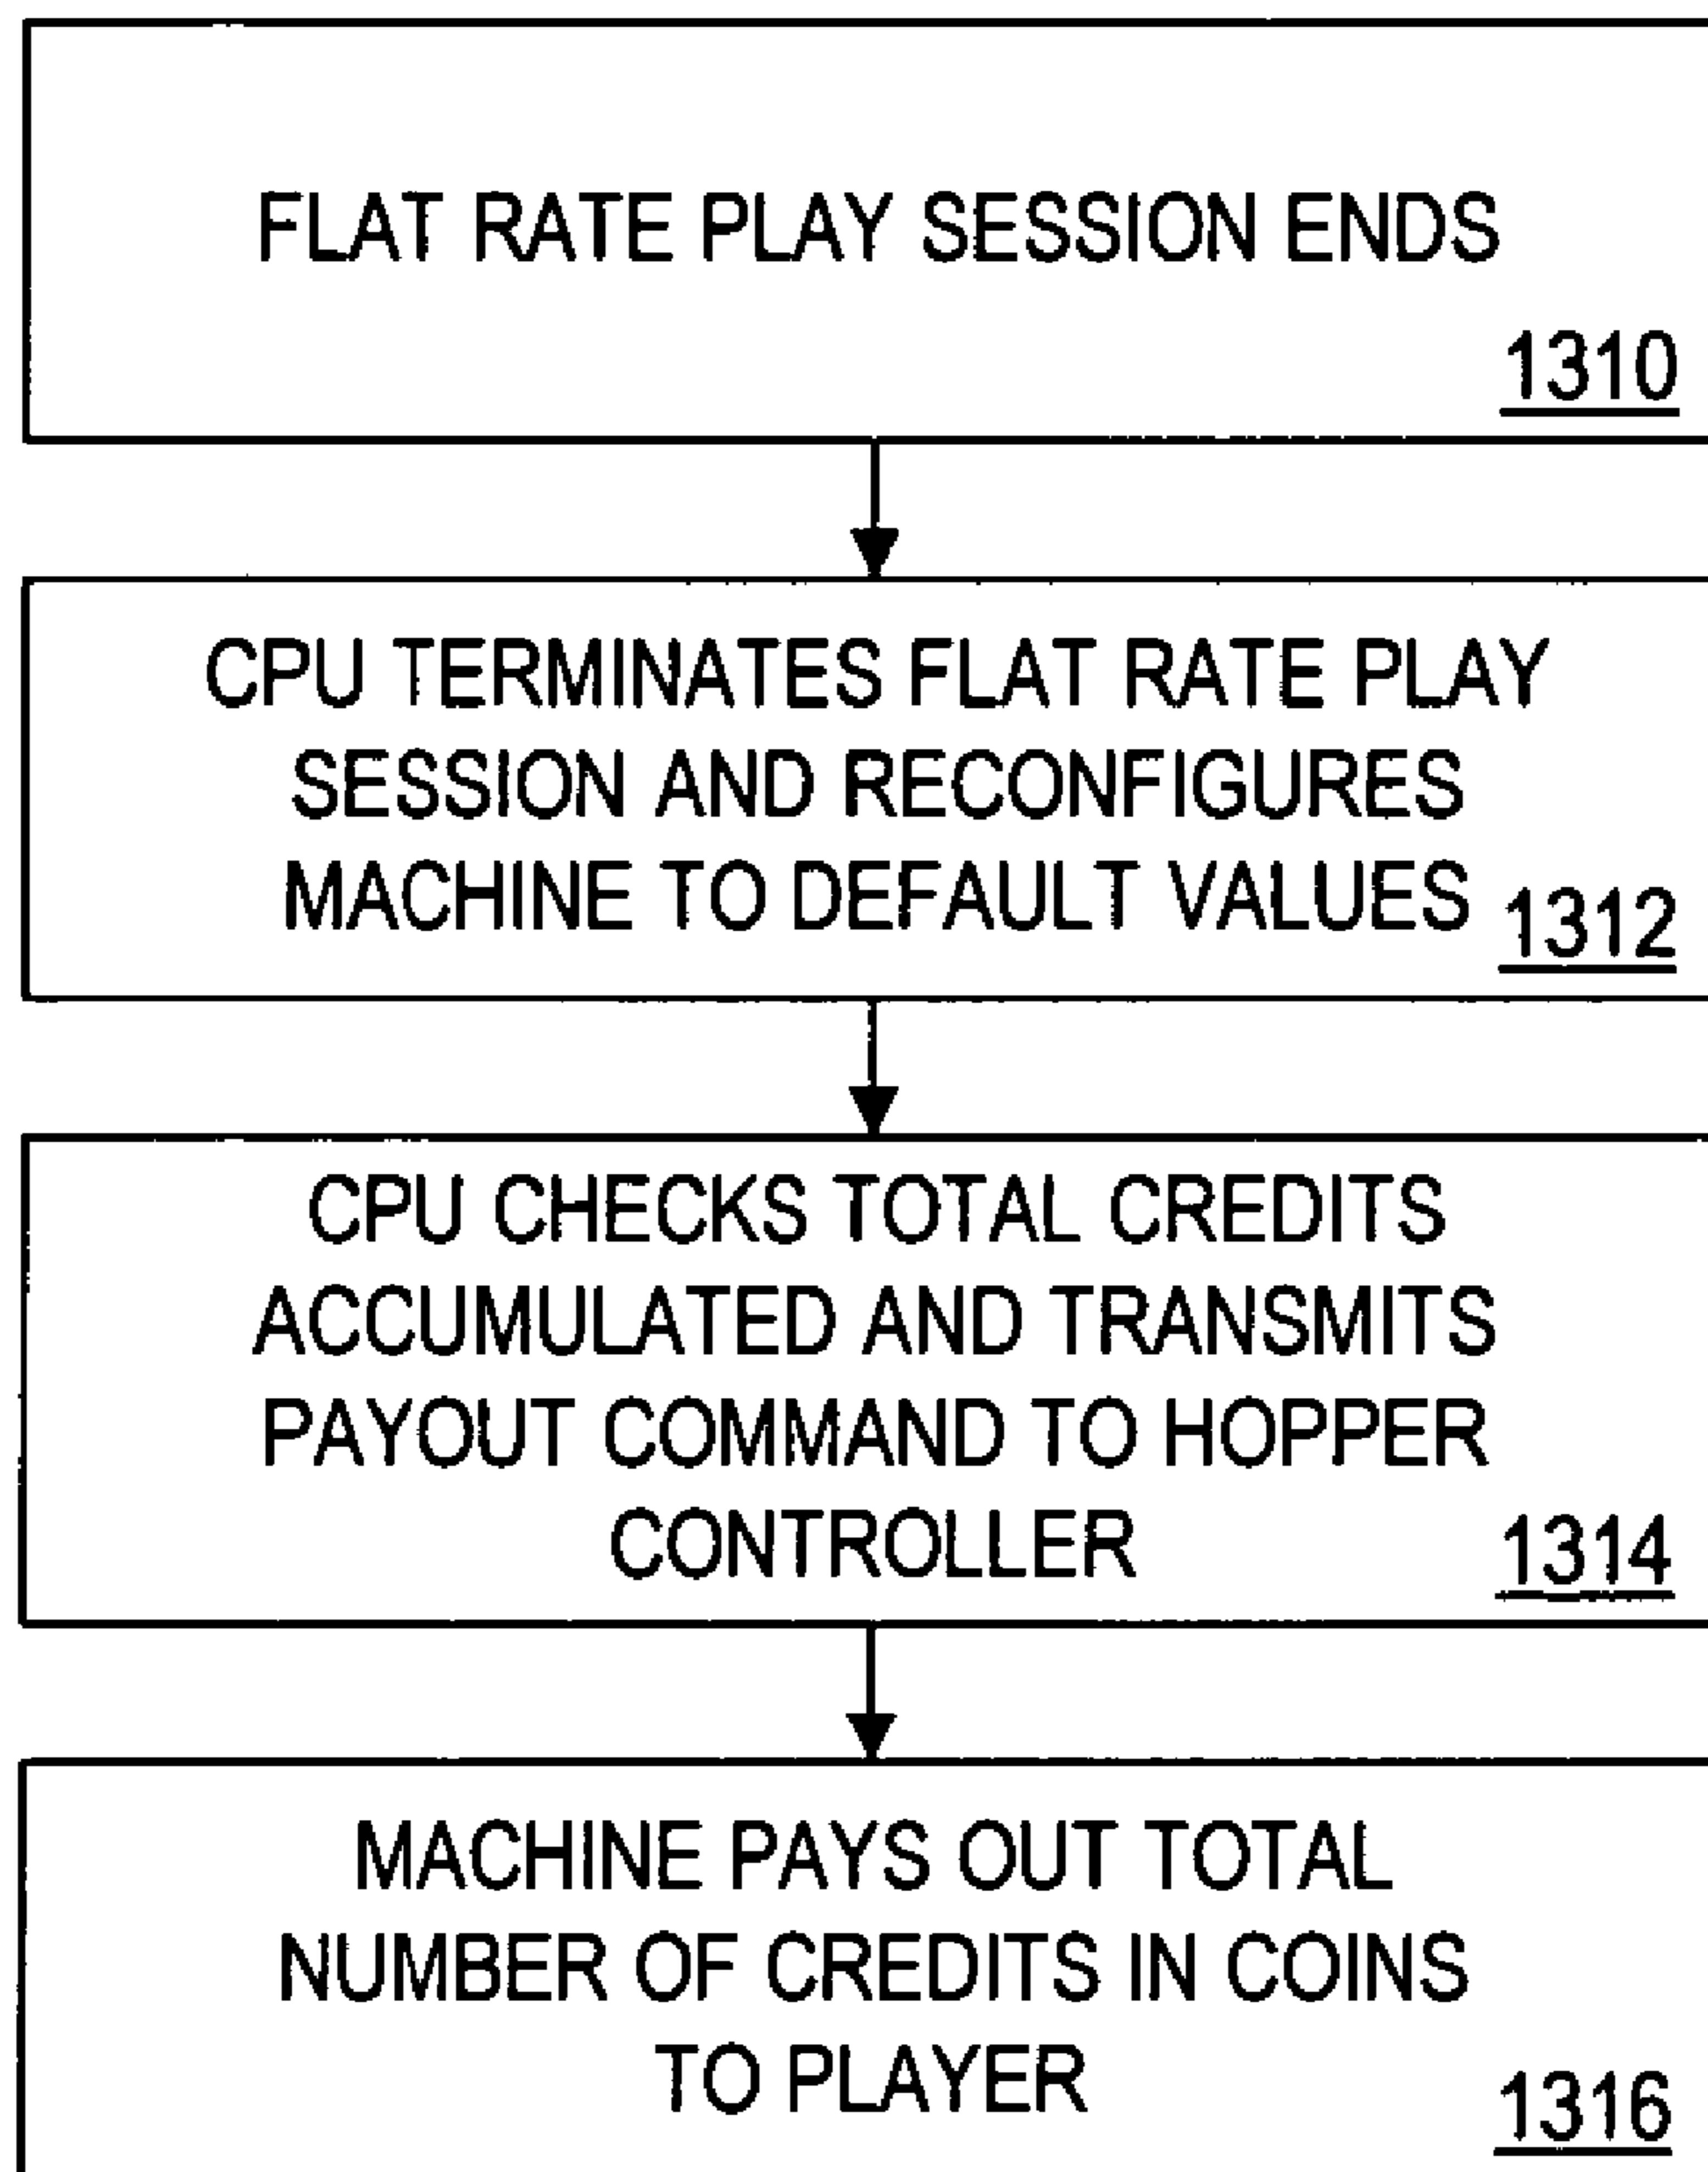 FLAT RATE PLAY SESSION ENDS
1310
CPU TERMINATES FLAT RATE PLAY
SESSION AND RECONFIGURES
MACHINE TO DEFAULT VALUES
1312
CPU CHECKS TOTAL CREDITS
ACCUMULATED AND TRANSMITS
PAYOUT COMMAND TO HOPPER
CONTROLLER
1314
MACHINE PAYS OUT TOTAL
NUMBER OF CREDITS IN COINS
TO PLAYER
1316